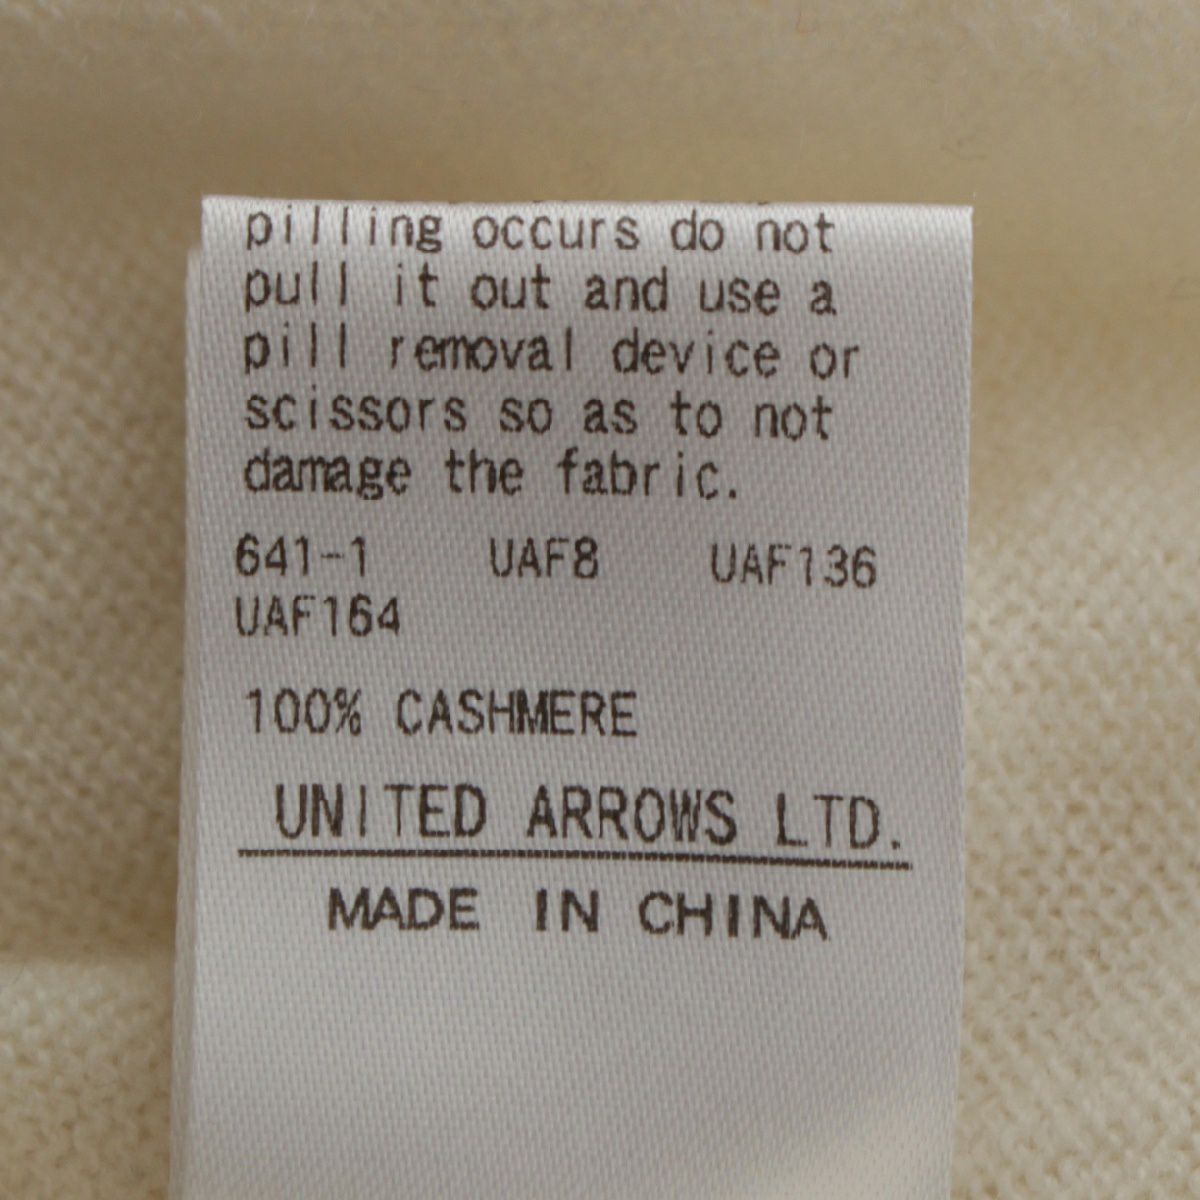 pilling occurs do not
pull it out and use a
pill removal device or
scissors so as to not
damage the fabric.
641-1 UAF8 UAF136
UAF164
100% CASHMERE
UNITED ARROWS LTD.
MADE IN CHINA